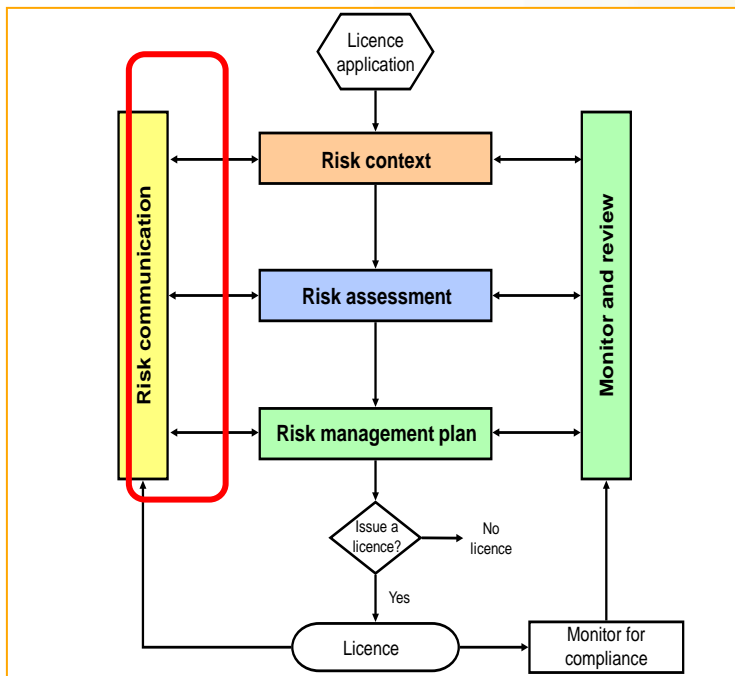 Licence
application
Risk context
Risk communication
Monitor and review
Risk assessment
Risk management plan
Issue a
licence?
No
licence
Yes
Licence
Monitor for
compliance